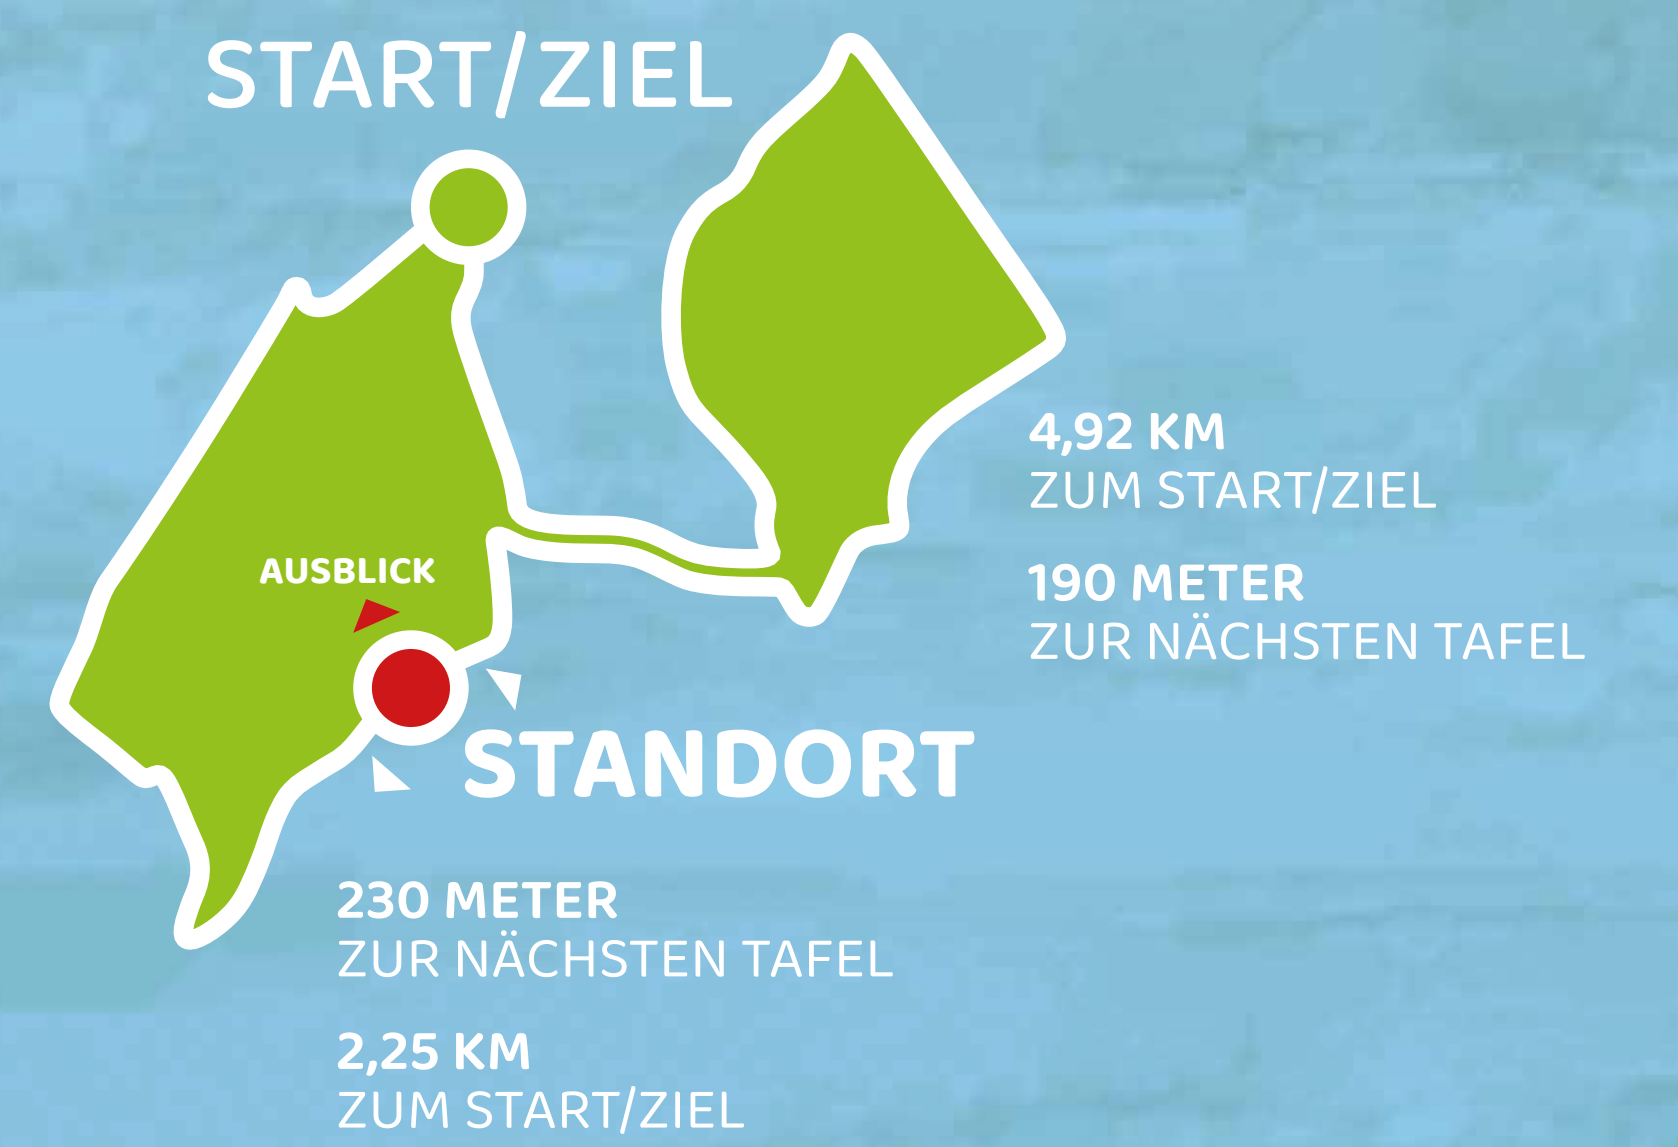 START/ZIEL
4,92 KM
ZUM START/ZIEL
190 METER
ZUR NÄCHSTEN TAFEL
AUSBLICK
STANDORT
230 METER
ZUR NÄCHSTEN TAFEL
2,25 KM
ZUM START/ZIEL